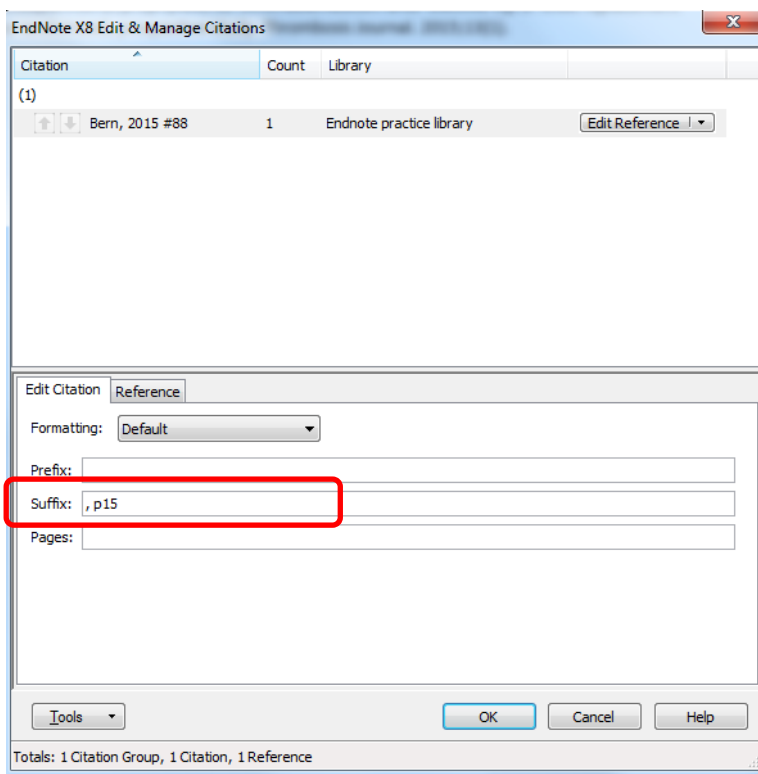 EndNote X8 Edit & Manage Citations
Citation Count Library
(1)
Bern, 2015 #88 1 Endnote practice library Edit Reference
Edit Citation Reference
Formatting: Default
Prefix:
Suffix: , p15
Pages:
Tools OK Cancel Help
Totals: 1 Citation Group, 1 Citation, 1 Reference